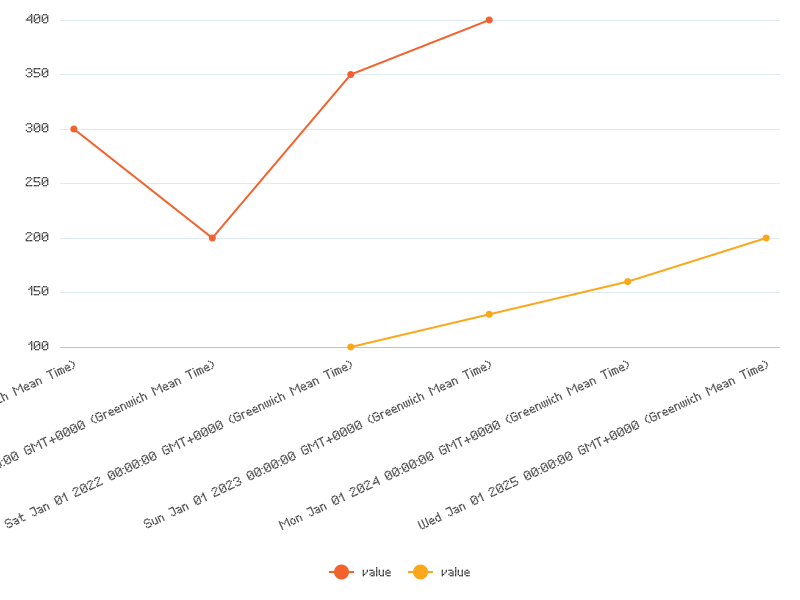 400
350
300
250
200
150
100
Mean Time)
00 GMT+0000 (Greenwich Mean Time)
Sat Jan 01 2022 00:00:00 GMT+0000 (Greenwich Mean Time)
Sun Jan 01 2023 00:00:00 GMT+0000 (Greenwich Mean Time)
Mon Jan 01 2024 00:00:00 GMT+0000 (Greenwich Mean Time)
Wed Jan 01 2025 00:00:00 GMT+0000 (Greenwich Mean Time)
value value